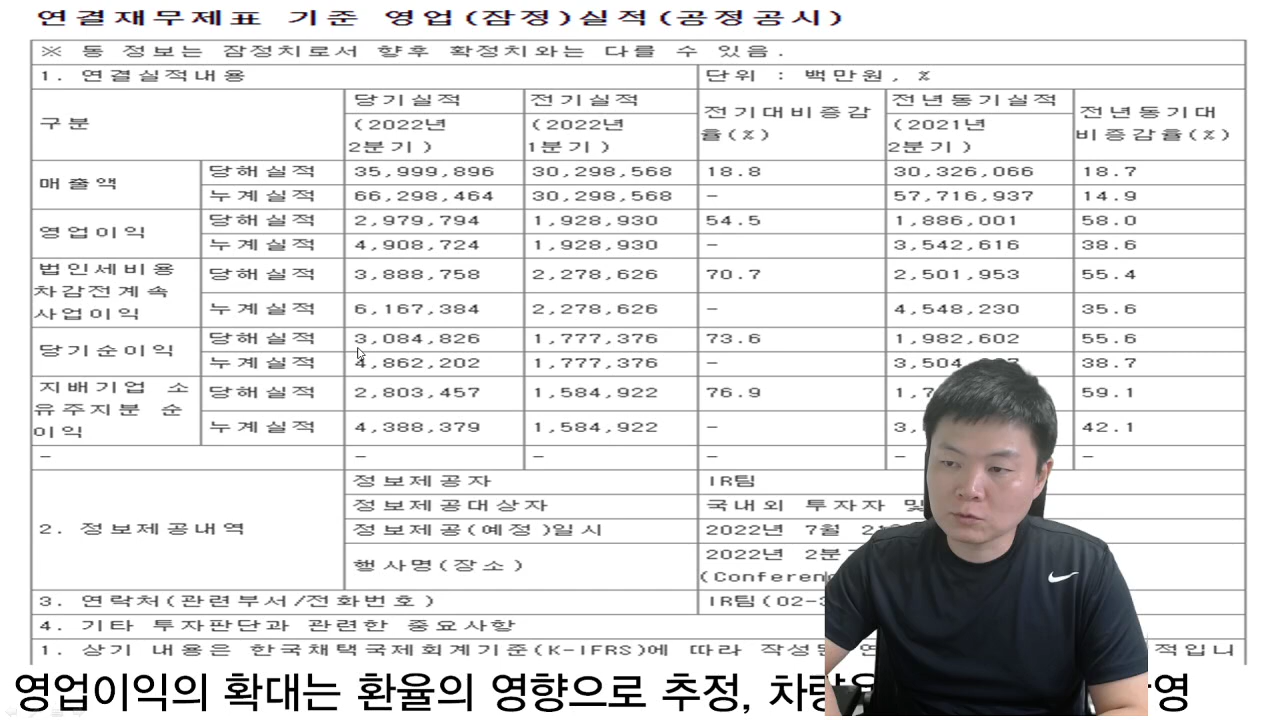 연결재무제표 기준 영업(잠정)실적(공정공시)
※ 동 정보는 잠정치로서 향후 확정치와는 다를 수 있음.
1. 연결실적내용 단위 : 백만원, %
구분 당기실적 전기실적 전기대비증감율(%) 전년동기실적 전년동기대비증감율(%)
(2022년 2분기) (2022년 1분기) (2021년 2분기)
매출액 당해실적 35,999,896 30,298,568 18.8 30,326,066 18.7
누계실적 66,298,464 30,298,568 - 57,716,937 14.9
영업이익 당해실적 2,979,794 1,928,930 54.5 1,886,001 58.0
누계실적 4,908,724 1,928,930 - 3,542,616 38.6
법인세비용차감전계속사업이익 당해실적 3,888,758 2,278,626 70.7 2,501,953 55.4
누계실적 6,167,384 2,278,626 - 4,548,230 35.6
당기순이익 당해실적 3,084,826 1,777,376 73.6 1,982,602 55.6
누계실적 4,862,202 1,777,376 - 38.7
지배기업 소유주지분 순이익 당해실적 2,803,457 1,584,922 76.9 59.1
누계실적 4,388,379 1,584,922 - 42.1
- - - - - -
2. 정보제공내역 정보제공자 IR팀
정보제공대상자 국내외 투자자 및
정보제공(예정)일시 2022년 7월
행사명(장소) 2022년
3. 연락처(관련부서/전화번호) IR팀(02-
4. 기타 투자판단과 관련한 중요사항
1. 상기 내용은 한국채택국제회계기준(K-IFRS)에 따라
영업이익의 확대는 환율의 영향으로 추정,